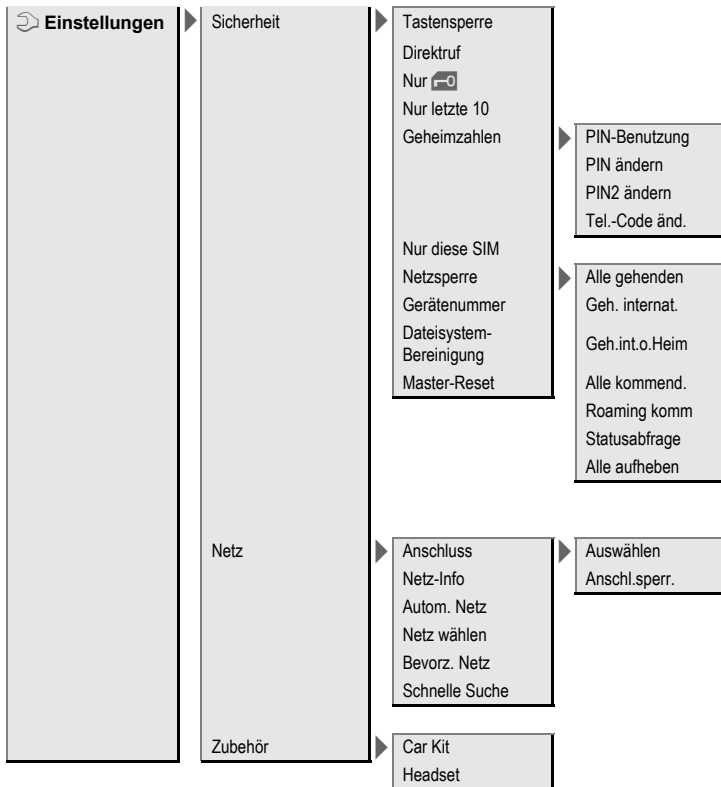 Einstellungen
Sicherheit
Tastensperre
Direktruf
Nur
Nur letzte 10
Geheimzahlen
PIN-Benutzung
PIN ändern
PIN2 ändern
Tel.-Code änd.
Nur diese SIM
Netzsperre
Alle gehenden
Gerätenummer
Geh. internat.
Dateisystem-
Bereinigung
Geh.int.o.Heim
Master-Reset
Alle kommend.
Roaming komm
Statusabfrage
Alle aufheben
Netz
Anschluss
Auswählen
Netz-Info
Anschl.sperr.
Autom. Netz
Netz wählen
Bevorz. Netz
Schnelle Suche
Zubehör
Car Kit
Headset